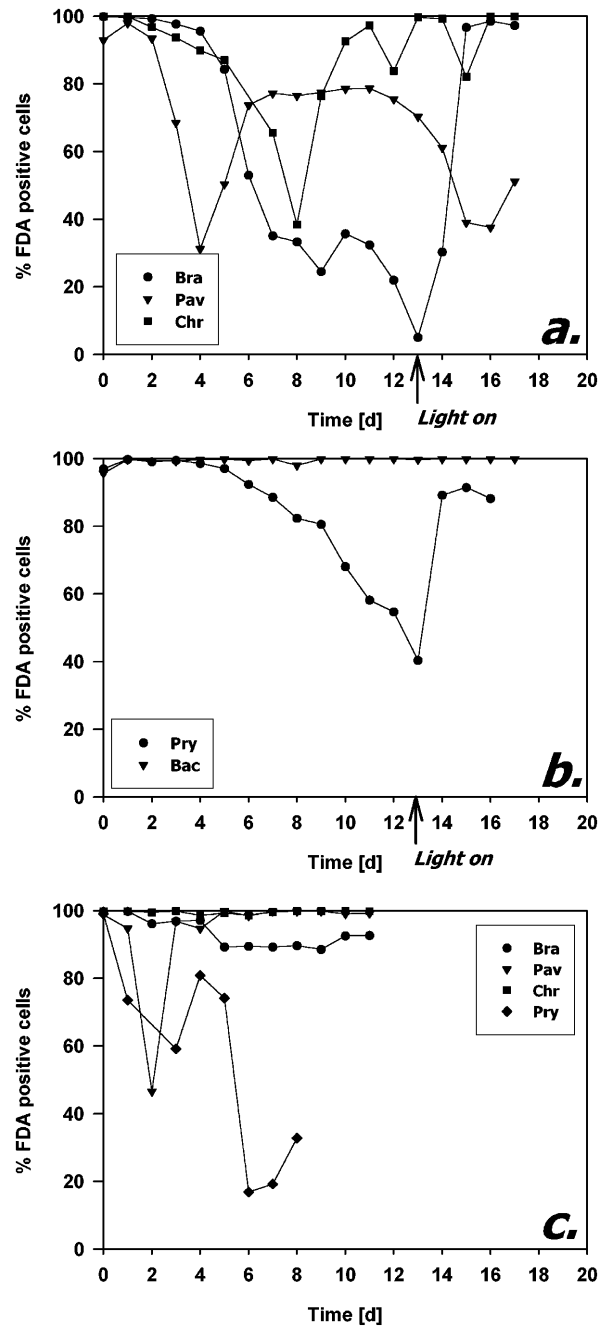 100
80
60
40
20
0
% FDA positive cells
Bra
Pav
Chr
a.
0 2 4 6 8 10 12 14 16 18 20
Time [d]
Light on
100
80
60
40
20
0
% FDA positive cells
Pry
Bac
b.
0 2 4 6 8 10 12 14 16 18 20
Time [d]
Light on
100
80
60
40
20
0
% FDA positive cells
Bra
Pav
Chr
Pry
c.
0 2 4 6 8 10 12 14 16 18 20
Time [d]